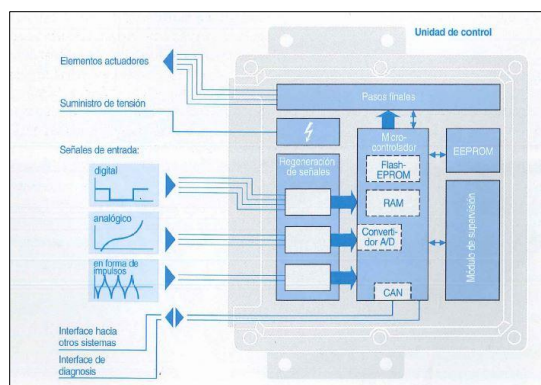 Unidad de control
Elementos actuadores
Pasos finales
Suministro de tensión
Micro-
controlador
Flash-
EPROM
RAM
Converti-
dor A/D
CAN
EEPROM
Módulo de supervisión
Señales de entrada:
Regeneración
de señales
digital
analógico
en forma de
impulsos
Interface hacia
otros sistemas
Interface de
diagnosis